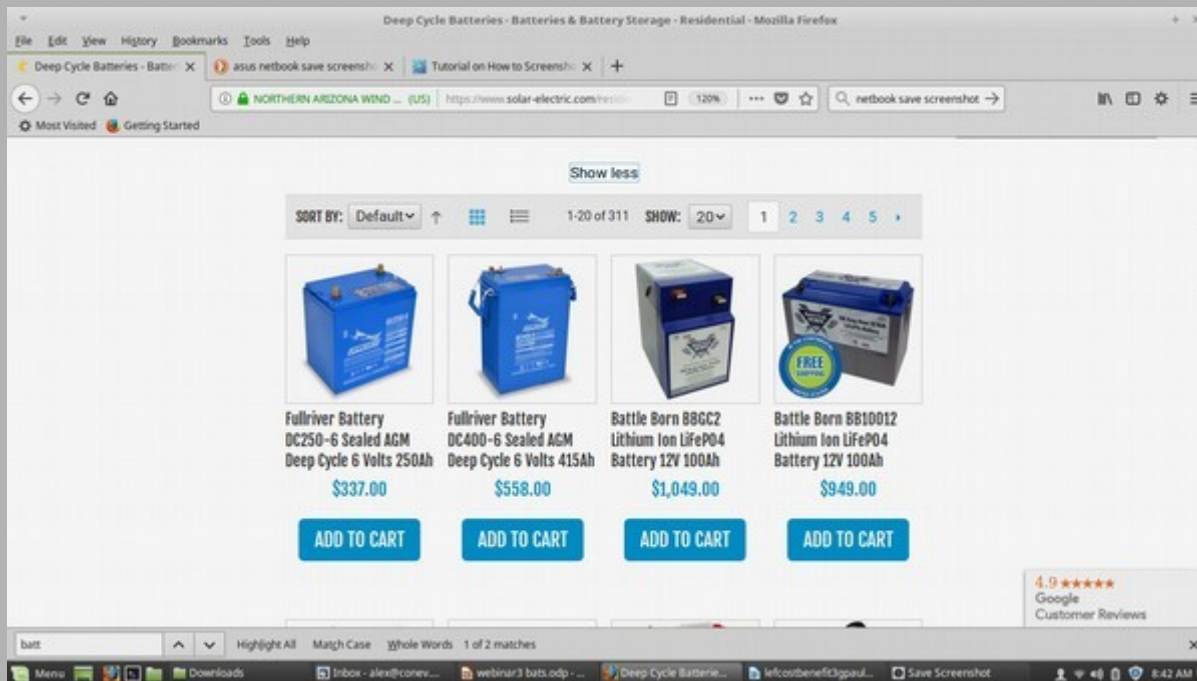 Deep Cycle Batteries - Batteries & Battery Storage - Residential - Mozilla Firefox
File Edit View History Bookmarks Tools Help
Deep Cycle Batteries - Batter
asus netbook save screensh
Tutorial on How to Screensho
NORTHERN ARIZONA WIND ... (US) https://www.solar-electric.com/reside 120% netbook save screenshot
Most Visited Getting Started
Show less
SORT BY: Default 1-20 of 311 SHOW: 20 1 2 3 4 5
FREE
SHIPPING
Fullriver Battery
DC250-6 Sealed AGM
Deep Cycle 6 Volts 250Ah
$337.00
ADD TO CART
Fullriver Battery
DC400-6 Sealed AGM
Deep Cycle 6 Volts 415Ah
$558.00
ADD TO CART
Battle Born BBGC2
Lithium Ion LiFePO4
Battery 12V 100Ah
$1,049.00
ADD TO CART
Battle Born BB10012
Lithium Ion LiFePO4
Battery 12V 100Ah
$949.00
ADD TO CART
4.9 ★★★★★
Google
Customer Reviews
batt Highlight All Match Case Whole Words 1 of 2 matches
Menu Downloads Inbox - alex@conev... webinar3 bats.odp - ... Deep Cycle Batterie... lefcostbenefit3gpaul... Save Screenshot 8:42 AM